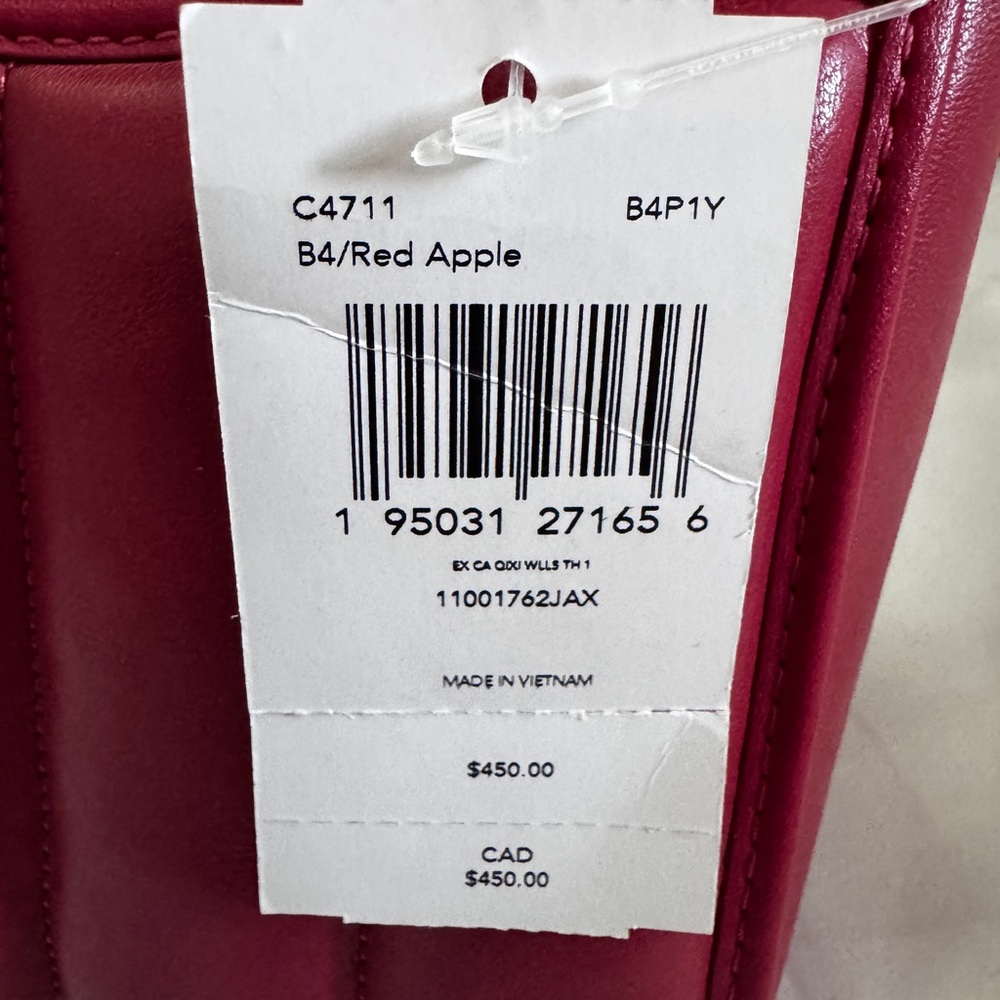 C4711 B4P1Y
B4/Red Apple
1 95031 27165 6
EX CA QIXI WLLS TH 1
11001762JAX
MADE IN VIETNAM
$450.00
CAD
$450.00